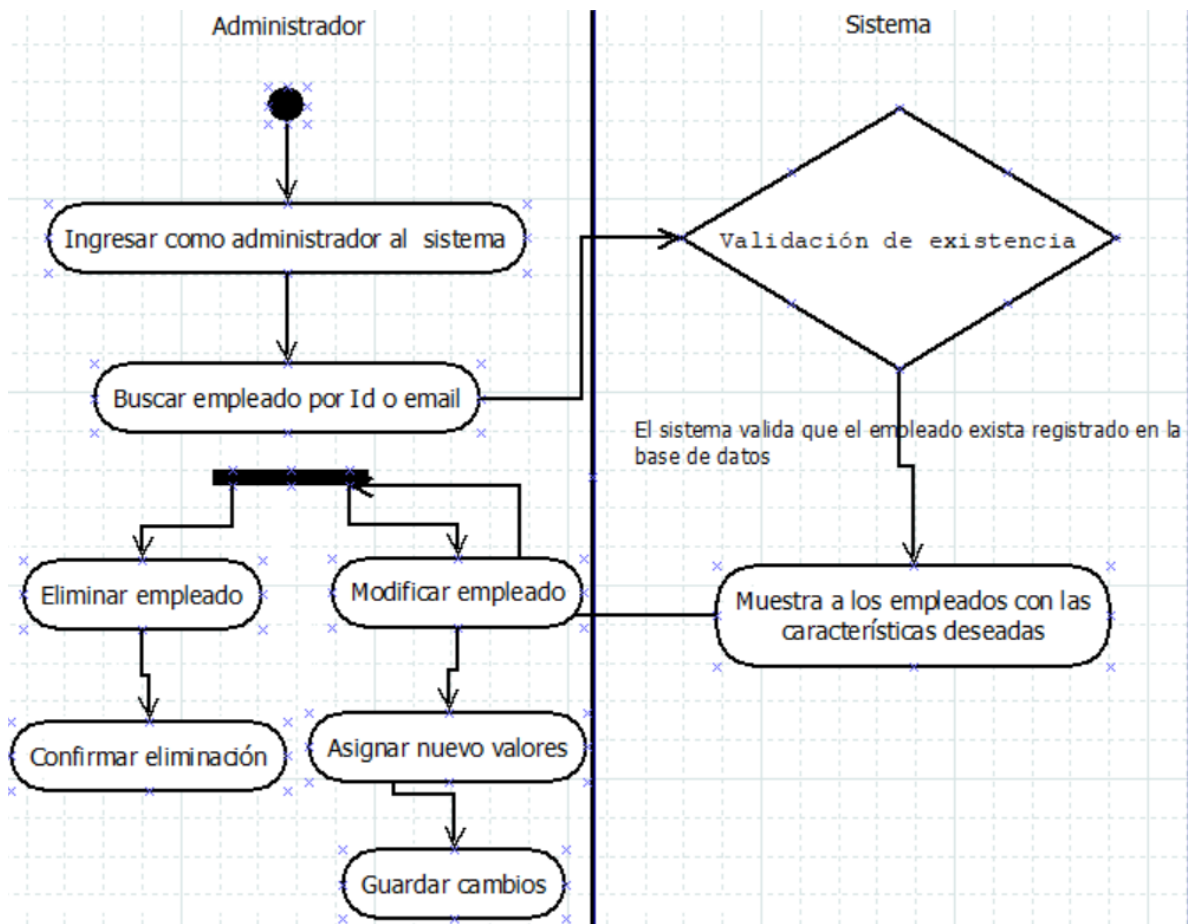 Administrador
Sistema
Ingresar como administrador al sistema
Validación de existencia
Buscar empleado por Id o email
El sistema valida que el empleado exista registrado en la
base de datos
Eliminar empleado
Modificar empleado
Muestra a los empleados con las
características deseadas
Confirmar eliminación
Asignar nuevo valores
Guardar cambios